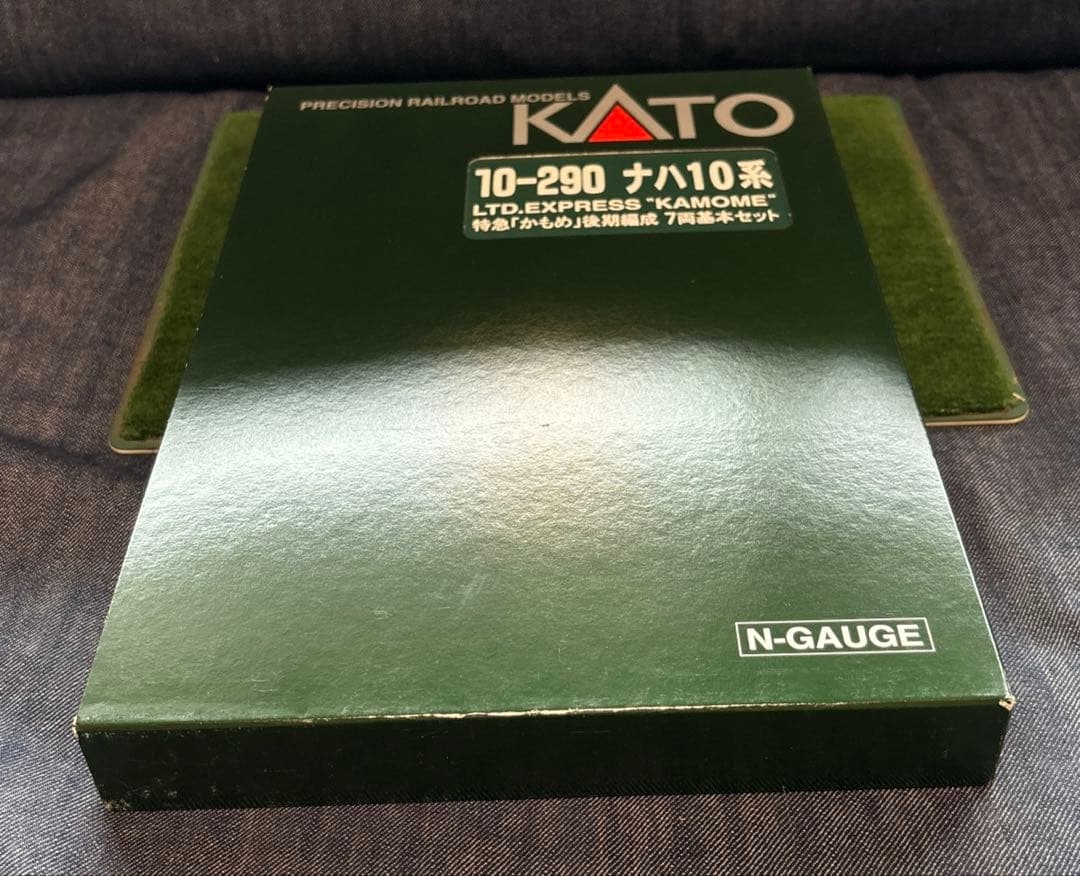 PRECISION RAILROAD MODELS
KATO
10-290 ナハ10系
LTD.EXPRESS "KAMOME"
特急「かもめ」後期編成 7両基本セット
N-GAUGE